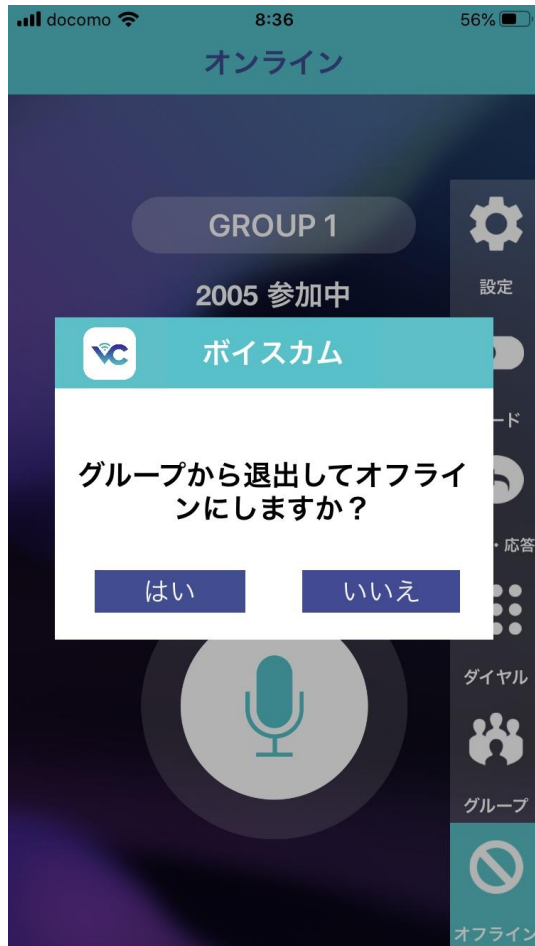 docomo 8:36 56%
オンライン
GROUP 1
2005 参加中
設定
VC ボイスカム
ード
グループから退出してオフライ
ンにしますか？
・応答
はい いいえ
ダイヤル
グループ
オフライン